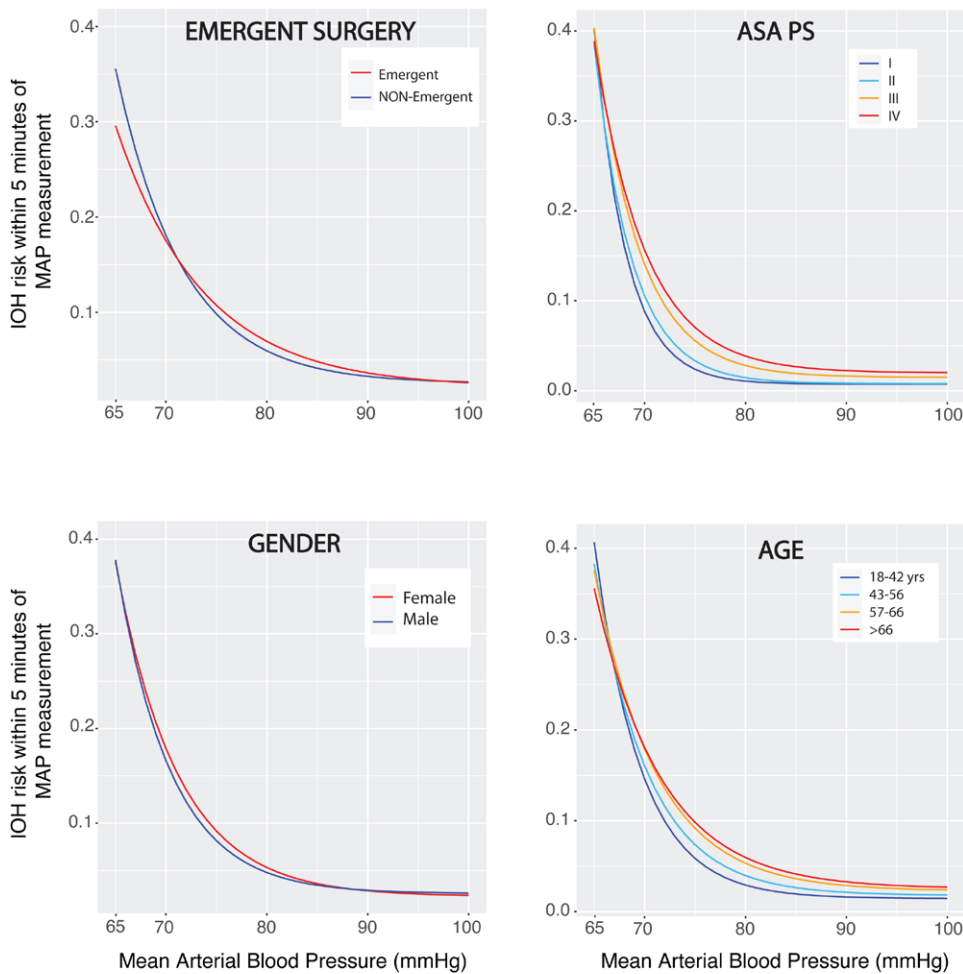 EMERGENT SURGERY
IOH risk within 5 minutes of
MAP measurement
0.4
0.3
0.2
0.1
Emergent
NON-Emergent
65 70 80 90 100
ASA PS
0.4
0.3
0.2
0.1
0.0
I
II
III
IV
65 70 80 90 100
GENDER
IOH risk within 5 minutes of
MAP measurement
0.4
0.3
0.2
0.1
Female
Male
65 70 80 90 100
Mean Arterial Blood Pressure (mmHg)
AGE
0.4
0.3
0.2
0.1
0.0
18-42 yrs
43-56
57-66
>66
65 70 80 90 100
Mean Arterial Blood Pressure (mmHg)